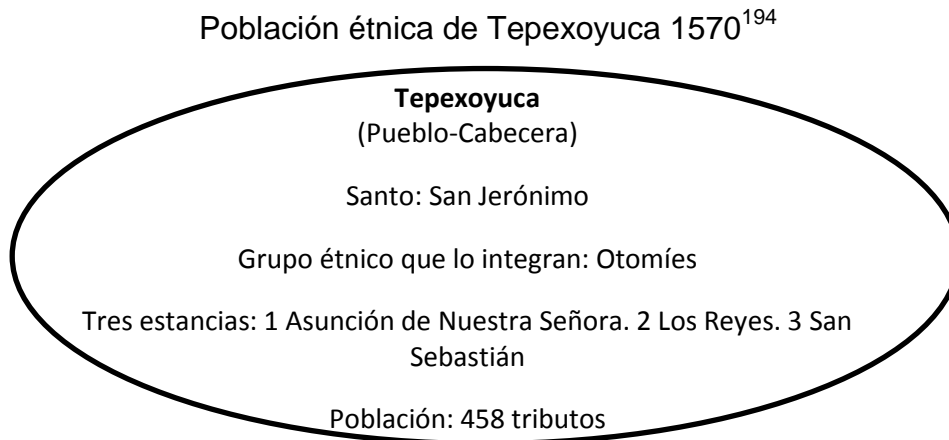 Población étnica de Tepexoyuca 1570194
Tepexoyuca
(Pueblo-Cabecera)
Santo: San Jerónimo
Grupo étnico que lo integran: Otomíes
Tres estancias: 1 Asunción de Nuestra Señora. 2 Los Reyes. 3 San
Sebastián
Población: 458 tributos